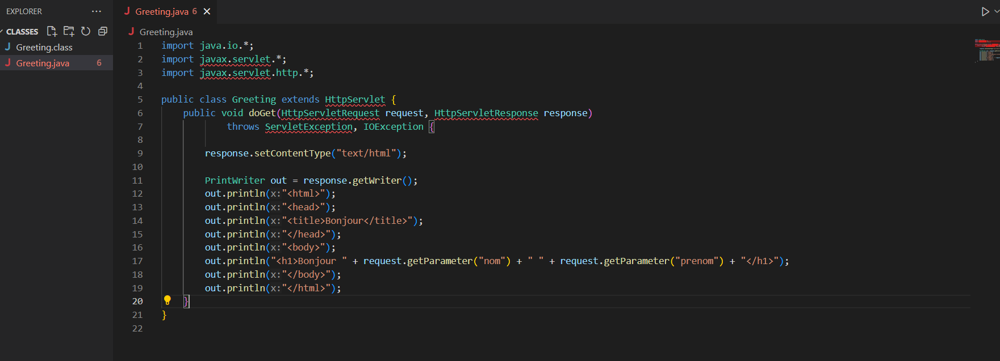 EXPLORER
CLASSES
Greeting.class
Greeting.java 6
Greeting.java 6
Greeting.java
1 import java.io.*;
2 import javax.servlet.*;
3 import javax.servlet.http.*;
4
5 public class Greeting extends HttpServlet {
6 public void doGet(HttpServletRequest request, HttpServletResponse response)
7 throws ServletException, IOException {
8
9 response.setContentType("text/html");
10
11 PrintWriter out = response.getWriter();
12 out.println(x:"<html>");
13 out.println(x:"<head>");
14 out.println(x:"<title>Bonjour</title>");
15 out.println(x:"</head>");
16 out.println(x:"<body>");
17 out.println("<h1>Bonjour " + request.getParameter("nom") + " " + request.getParameter("prenom") + "</h1>");
18 out.println(x:"</body>");
19 out.println(x:"</html>");
20 }
21 }
22